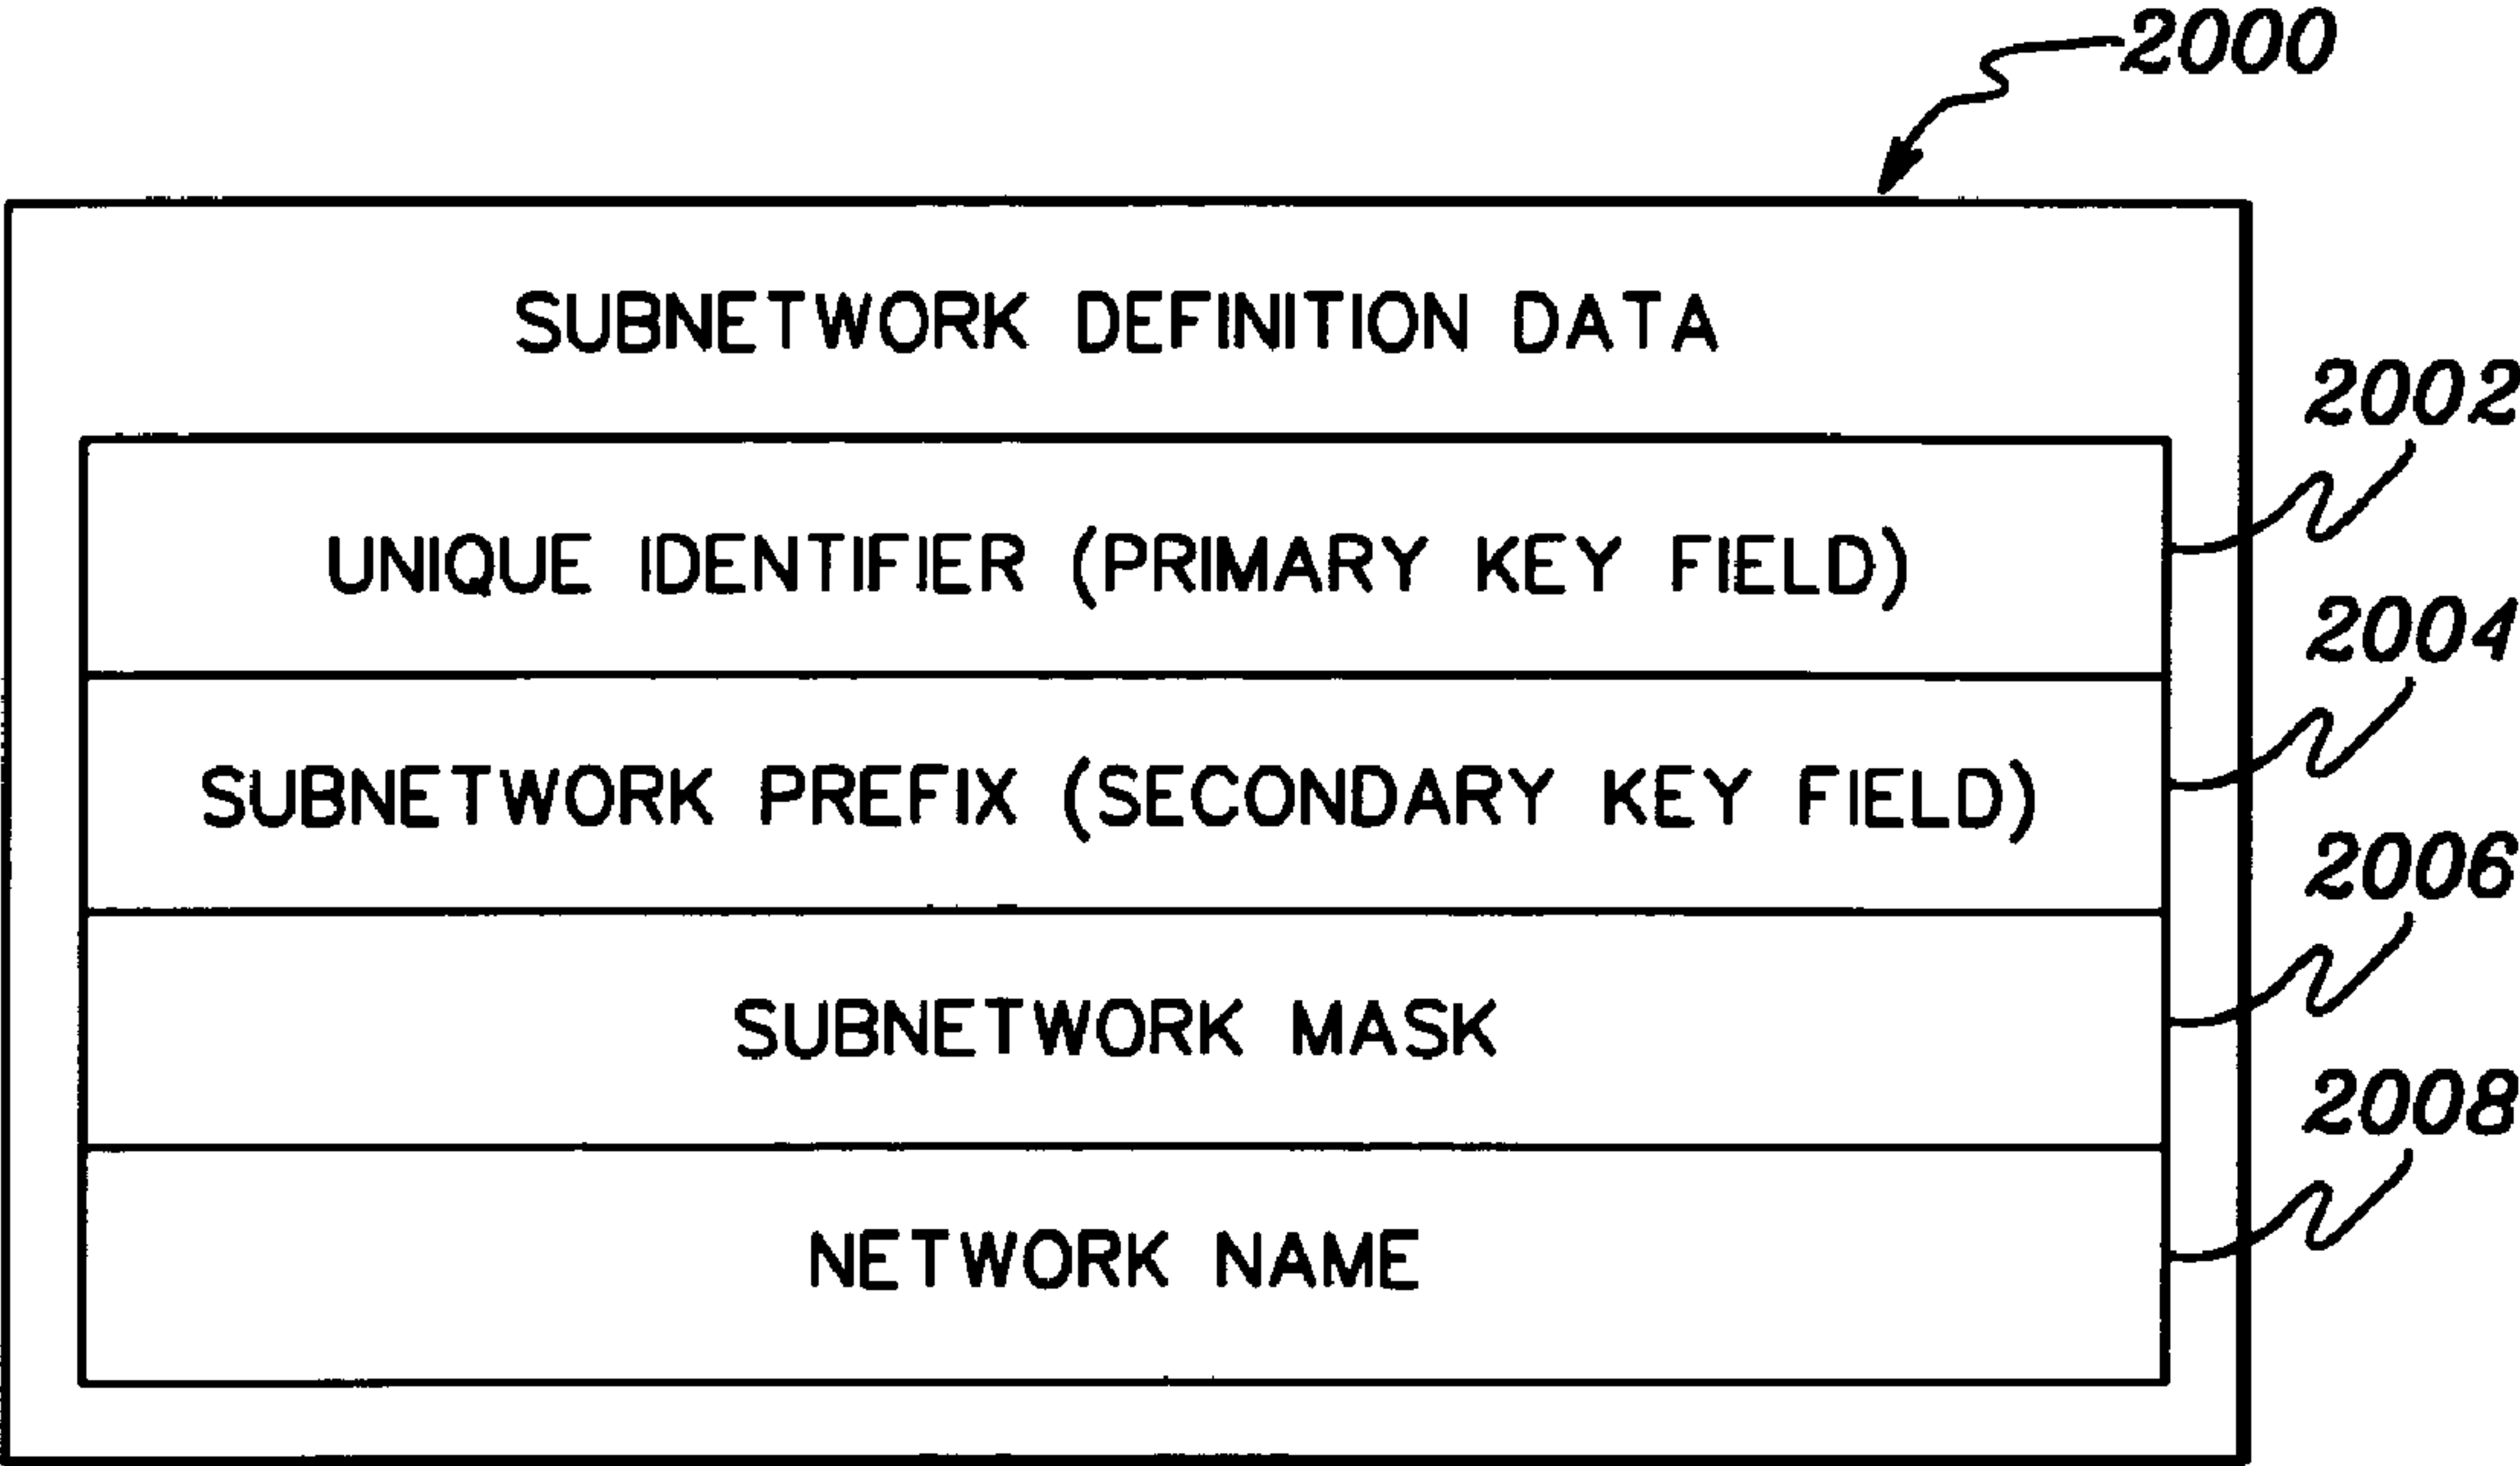 2000
SUBNETWORK DEFINITION DATA
2002
UNIQUE IDENTIFIER (PRIMARY KEY FIELD)
2004
SUBNETWORK PREFIX (SECONDARY KEY FIELD)
2006
SUBNETWORK MASK
2008
NETWORK NAME